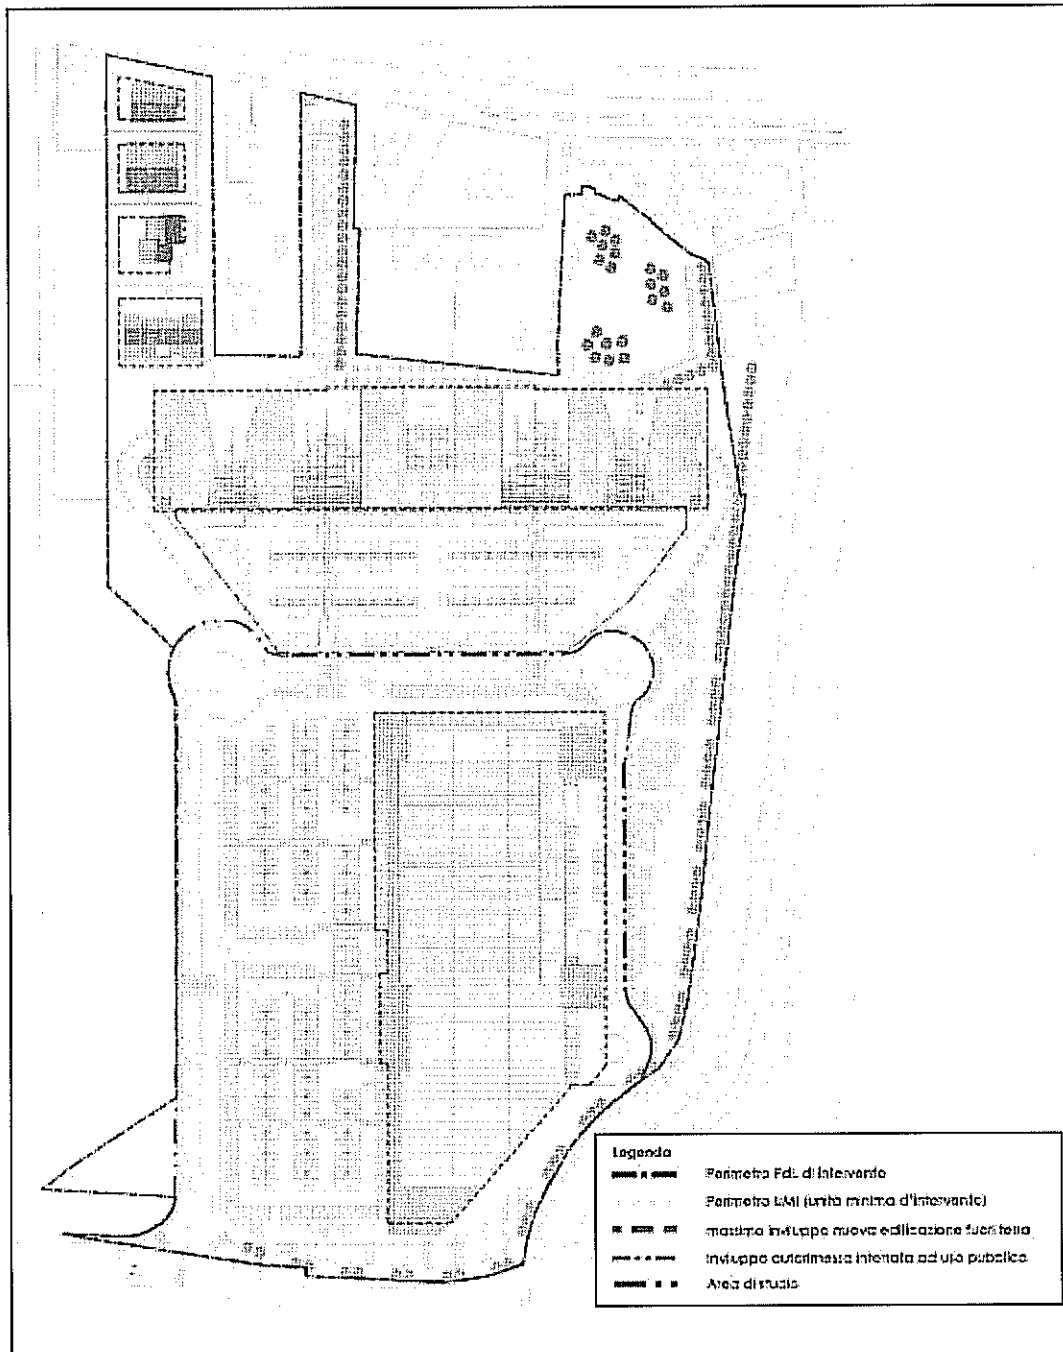 Legenda
Perimetro PdL di intervento
Perimetro UMI (unità minima d'intervento)
massimo inviluppo nuova edificazione fuori terra
inviluppo autorimessa interrata ad uso pubblico
Area di studio